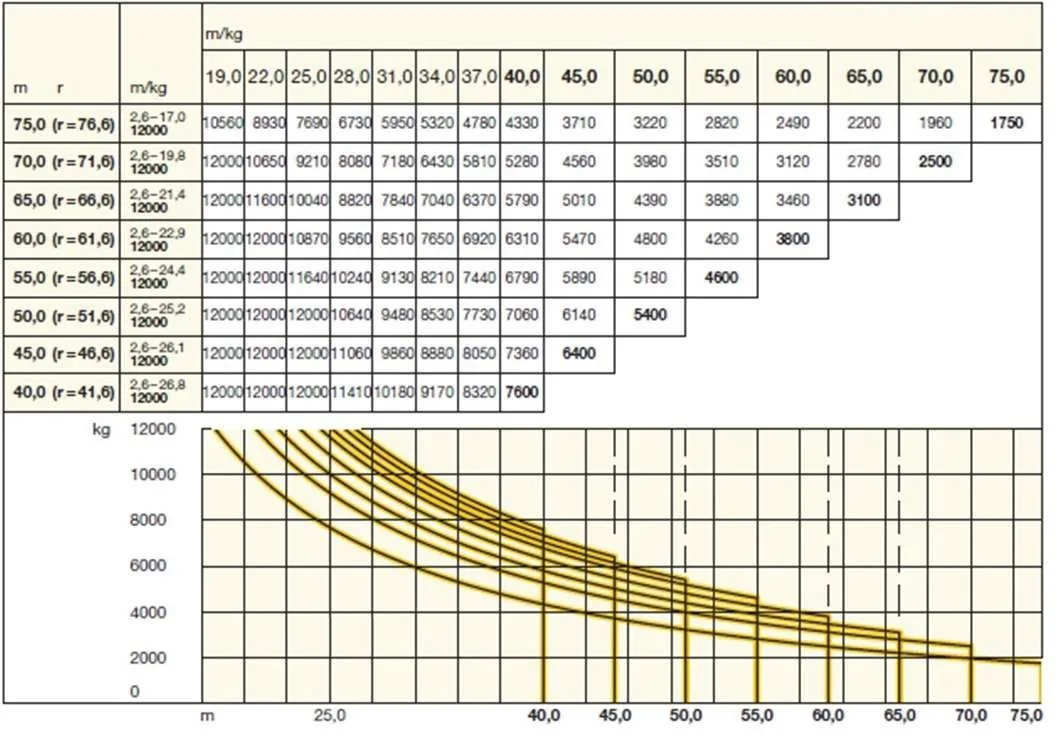 m/kg
m r m/kg 19,0 22,0 25,0 28,0 31,0 34,0 37,0 40,0 45,0 50,0 55,0 60,0 65,0 70,0 75,0
75,0 (r=76,6) 2,6–17,0 12000 10560 8930 7690 6730 5950 5320 4780 4330 3710 3220 2820 2490 2200 1960 1750
70,0 (r=71,6) 2,6–19,8 12000 12000 10650 9210 8080 7180 6430 5810 5280 4560 3980 3510 3120 2780 2500
65,0 (r=66,6) 2,6–21,4 12000 12000 11600 10040 8820 7840 7040 6370 5790 5010 4390 3880 3460 3100
60,0 (r=61,6) 2,6–22,9 12000 12000 12000 10870 9560 8510 7650 6920 6310 5470 4800 4260 3800
55,0 (r=56,6) 2,6–24,4 12000 12000 12000 11640 10240 9130 8210 7440 6790 5890 5180 4600
50,0 (r=51,6) 2,6–25,2 12000 12000 12000 12000 10640 9480 8530 7730 7060 6140 5400
45,0 (r=46,6) 2,6–26,1 12000 12000 12000 12000 11060 9860 8880 8050 7360 6400
40,0 (r=41,6) 2,6–26,8 12000 12000 12000 12000 11410 10180 9170 8320 7600
kg 12000
10000
8000
6000
4000
2000
0
m 25,0 40,0 45,0 50,0 55,0 60,0 65,0 70,0 75,0